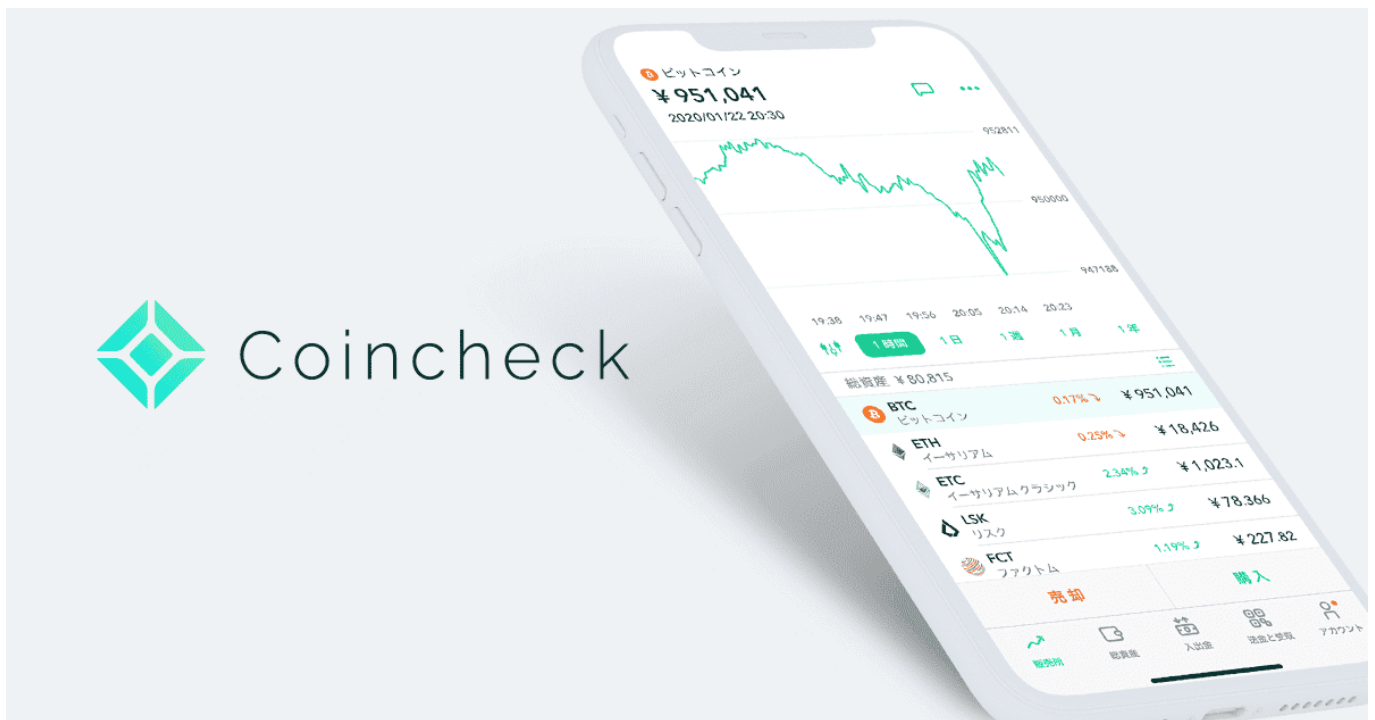 Coincheck
ビットコイン
¥ 951,041
2020/01/22 20:30
952811
950000
947188
19:38 19:47 19:56 20:05 20:14 20:23
1時間 1日 1週 1月 1年
総資産 ¥80,815
BTC 0.17% ¥951,041
ビットコイン
ETH 0.25% ¥18,426
イーサリアム
ETC 2.34% ¥1,023.1
イーサリアムクラシック
LSK 3.09% ¥78.366
リスク
FCT 1.19% ¥227.82
ファクトム
売却 購入
販売所 総資産 入出金 送金と受取 アカウント